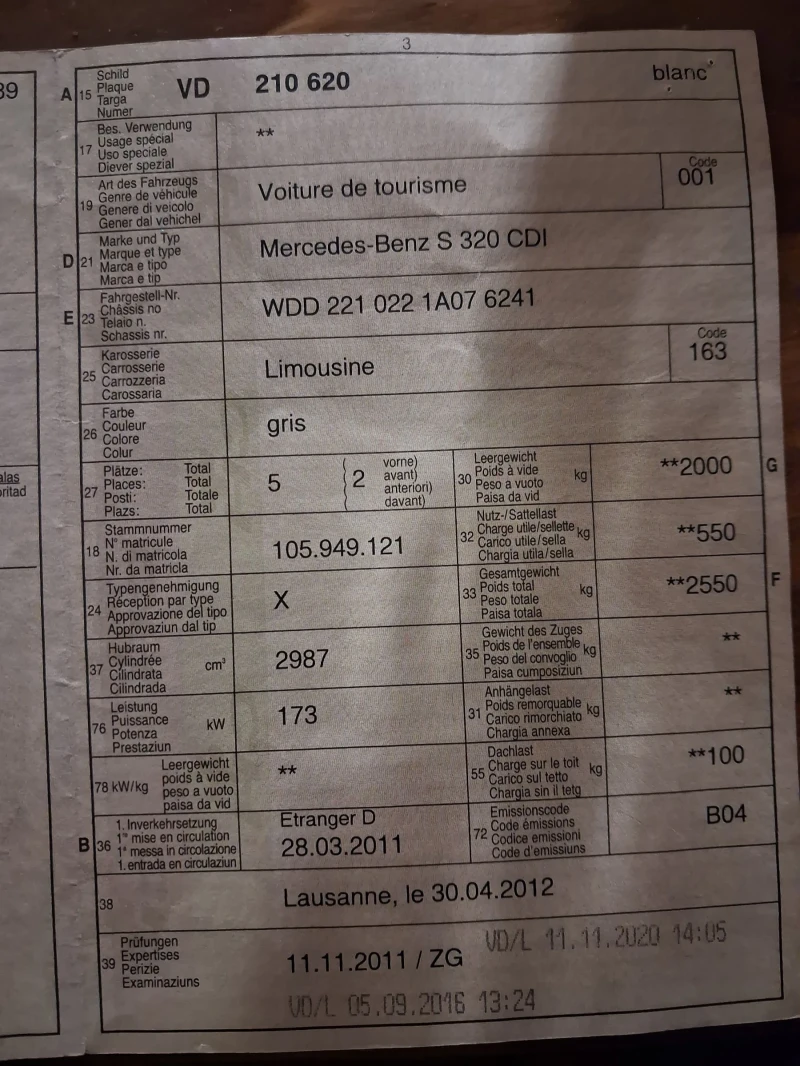 3
39
A 15 Schild
Plaque
Targa
Numer
VD 210 620 blanc
17 Bes. Verwendung
Usage spécial
Uso speciale
Diever spezial
**
19 Art des Fahrzeugs
Genre de véhicule
Genere di veicolo
Gener dal vehichel
Voiture de tourisme
Code
001
D 21 Marke und Typ
Marque et type
Marca e tipo
Marca e tip
Mercedes-Benz S 320 CDI
E 23 Fahrgestell-Nr.
Châssis no
Telaio n.
Schassis nr.
WDD 221 022 1A07 6241
25 Karosserie
Carrosserie
Carrozzeria
Carossaria
Limousine
Code
163
26 Farbe
Couleur
Colore
Colur
gris
alas
oritad
27 Plätze: Total
Places: Total
Posti: Totale
Plazs: Total
5 2 vorne)
avant)
anteriori)
davant)
30 Leergewicht
Poids à vide kg
Peso a vuoto
Paisa da vid
**2000 G
18 Stammnummer
N° matricule
N. di matricola
Nr. da matricla
105.949.121
32 Nutz-/Sattellast
Charge utile/sellette kg
Carico utile/sella
Chargia utila/sella
**550
24 Typengenehmigung
Réception par type
Approvazione del tipo
Approvaziun dal tip
X
33 Gesamtgewicht
Poids total kg
Peso totale
Paisa totala
**2550 F
37 Hubraum
Cylindrée cm³
Cilindrata
Cilindrada
2987
35 Gewicht des Zuges
Poids de l'ensemble kg
Peso del convoglio
Paisa cumposiziun
**
76 Leistung
Puissance kW
Potenza
Prestaziun
173
31 Anhängelast
Poids remorquable kg
Carico rimorchiato
Chargia annexa
**
78 kW/kg Leergewicht
poids à vide
peso a vuoto
paisa da vid
**
55 Dachlast
Charge sur le toit kg
Carico sul tetto
Chargia sin il tetg
**100
B 36 1. Inverkehrsetzung
1re mise en circulation
1a messa in circolazione
1. entrada en circulaziun
Etranger D
28.03.2011
72 Emissionscode
Code émissions
Codice emissioni
Code d'emissiuns
B04
38 Lausanne, le 30.04.2012
39 Prüfungen
Expertises
Perizie
Examinaziuns
VD/L 11.11.2020 14:05
11.11.2011 / ZG
VD/L 05.09.2016 13:24